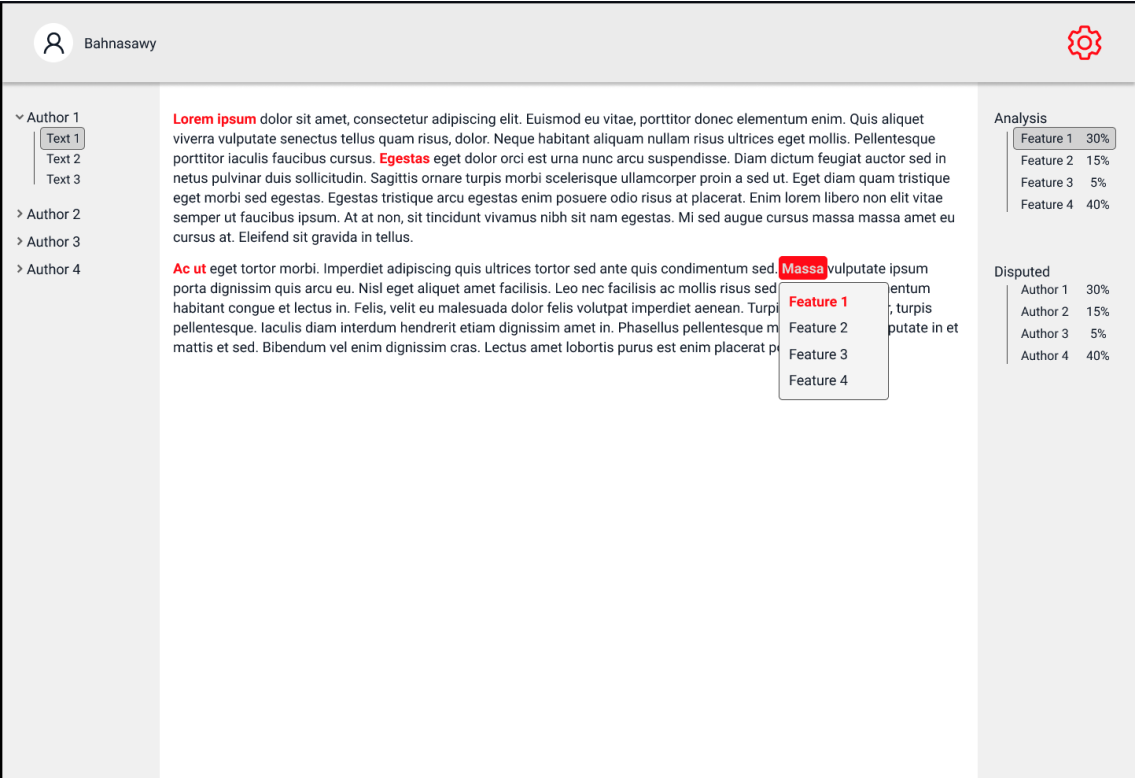 Bahnasawy
Author 1
Text 1
Text 2
Text 3
Author 2
Author 3
Author 4
Lorem ipsum dolor sit amet, consectetur adipiscing elit. Euismod eu vitae, porttitor donec elementum enim. Quis aliquet
viverra vulputate senectus tellus quam risus, dolor. Neque habitant aliquam nullam risus ultrices eget mollis. Pellentesque
porttitor iaculis faucibus cursus. Egestas eget dolor orci est urna nunc arcu suspendisse. Diam dictum feugiat auctor sed in
netus pulvinar duis sollicitudin. Sagittis ornare turpis morbi scelerisque ullamcorper proin a sed ut. Eget diam quam tristique
eget morbi sed egestas. Egestas tristique arcu egestas enim posuere odio risus at placerat. Enim lorem libero non elit vitae
semper ut faucibus ipsum. At at non, sit tincidunt vivamus nibh sit nam egestas. Mi sed augue cursus massa massa amet eu
cursus at. Eleifend sit gravida in tellus.
Ac ut eget tortor morbi. Imperdiet adipiscing quis ultrices tortor sed ante quis condimentum sed. Massa vulputate ipsum
porta dignissim quis arcu eu. Nisl eget aliquet amet facilisis. Leo nec facilisis ac mollis risus sed entum
habitant congue et lectus in. Felis, velit eu malesuada dolor felis volutpat imperdiet aenean. Turpi , turpis
pellentesque. Iaculis diam interdum hendrerit etiam dignissim amet in. Phasellus pellentesque m putate in et
mattis et sed. Bibendum vel enim dignissim cras. Lectus amet lobortis purus est enim placerat p
Feature 1
Feature 2
Feature 3
Feature 4
Analysis
Feature 1 30%
Feature 2 15%
Feature 3 5%
Feature 4 40%
Disputed
Author 1 30%
Author 2 15%
Author 3 5%
Author 4 40%